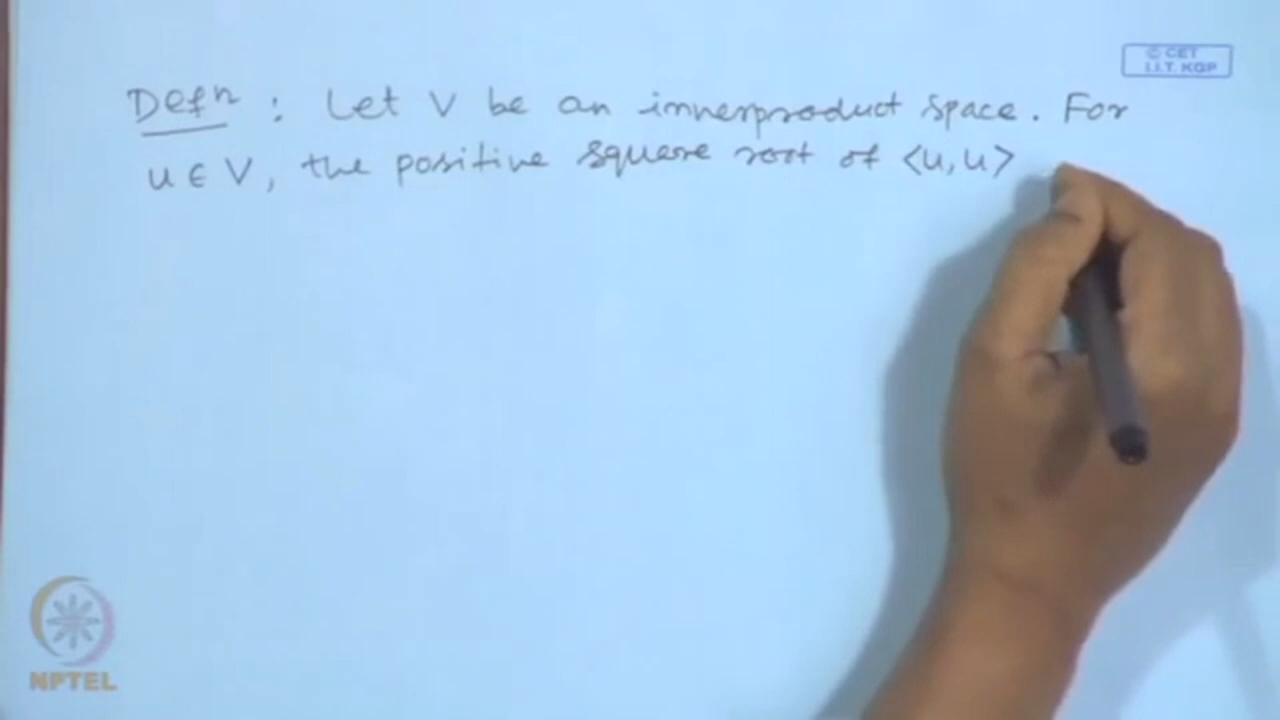 © CET
I.I.T. KGP
Defn : Let V be an innerproduct space. For
u ∈ V, the positive square root of <u,u>
NPTEL